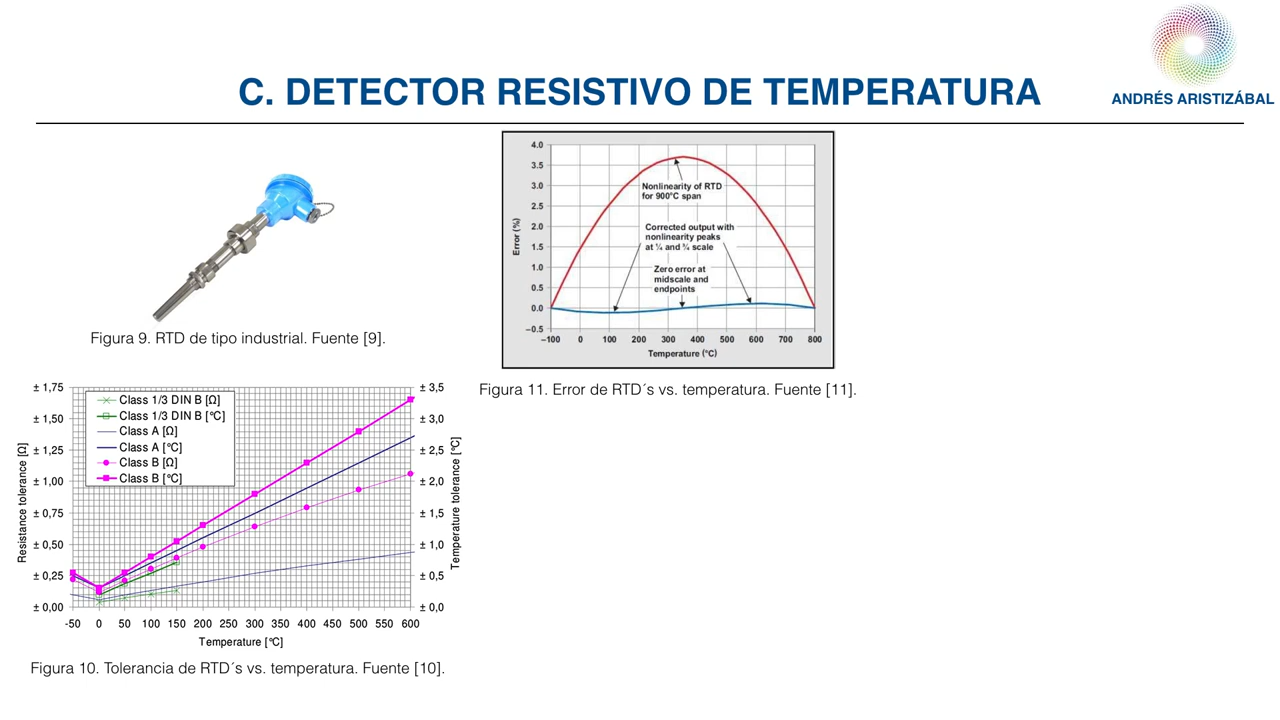 ANDRÉS ARISTIZÁBAL
C. DETECTOR RESISTIVO DE TEMPERATURA
Figura 9. RTD de tipo industrial. Fuente [9].
± 1,75
± 1,50
± 1,25
± 1,00
± 0,75
± 0,50
± 0,25
± 0,00
Resistance tolerance [Ω]
Class 1/3 DIN B [Ω]
Class 1/3 DIN B [°C]
Class A [Ω]
Class A [°C]
Class B [Ω]
Class B [°C]
± 3,5
± 3,0
± 2,5
± 2,0
± 1,5
± 1,0
± 0,5
± 0,0
Temperature tolerance [°C]
-50 0 50 100 150 200 250 300 350 400 450 500 550 600
Temperature [°C]
Figura 10. Tolerancia de RTD´s vs. temperatura. Fuente [10].
4.0
3.5
3.0
2.5
2.0
1.5
1.0
0.5
0.0
–0.5
Error (%)
Nonlinearity of RTD
for 900°C span
Corrected output with
nonlinearity peaks
at ¼ and ¾ scale
Zero error at
midscale and
endpoints
–100 0 100 200 300 400 500 600 700 800
Temperature (°C)
Figura 11. Error de RTD´s vs. temperatura. Fuente [11].